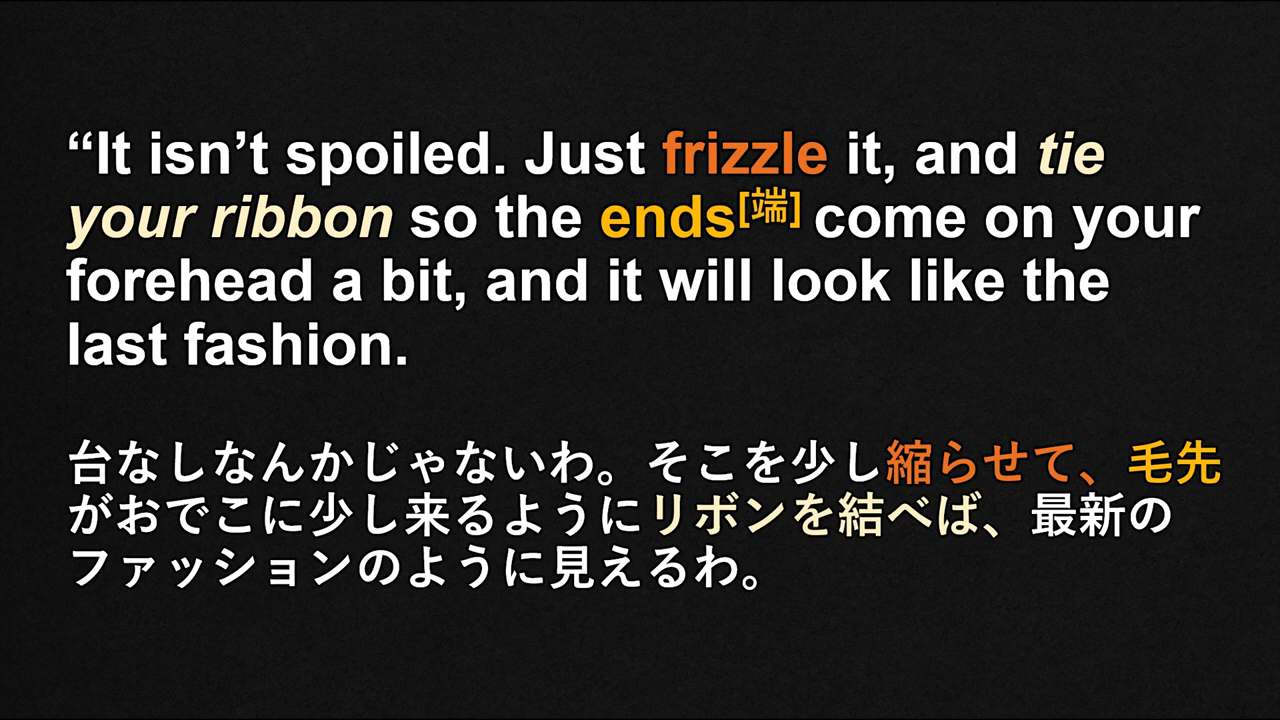 “It isn’t spoiled. Just frizzle it, and tie
your ribbon so the ends[端] come on your
forehead a bit, and it will look like the
last fashion.
台なしなんかじゃないわ。そこを少し縮らせて、毛先
がおでこに少し来るようにリボンを結べば、最新の
ファッションのように見えるわ。